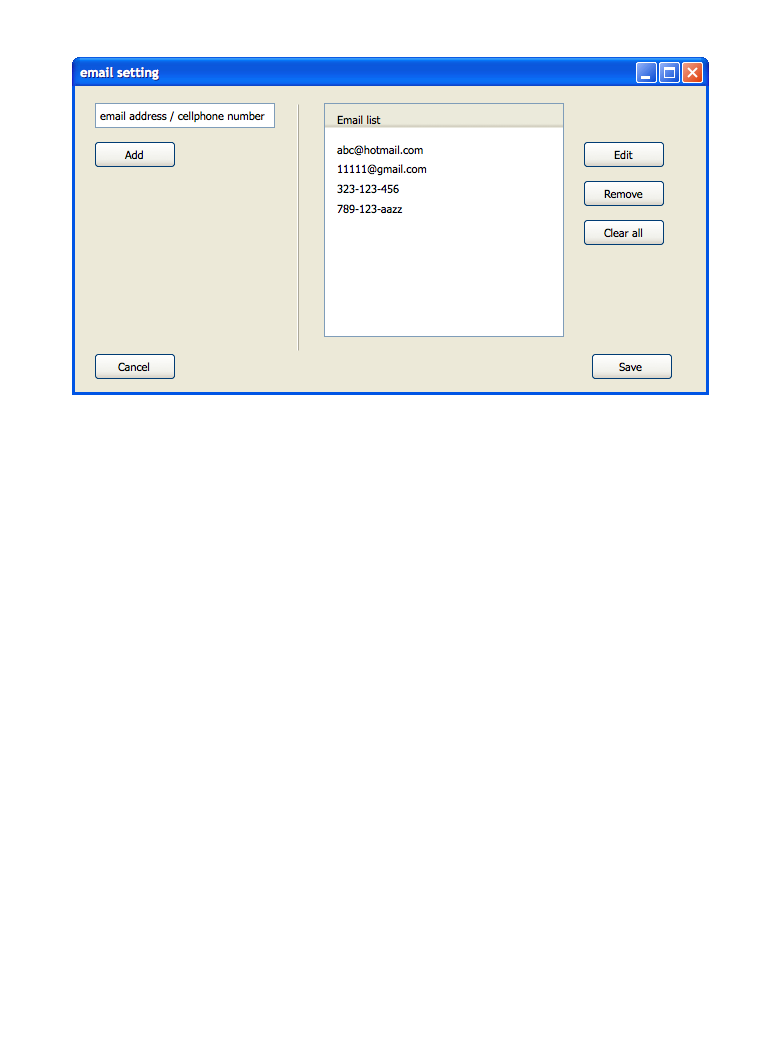 email setting
email address / cellphone number
Add
Email list
abc@hotmail.com
11111@gmail.com
323-123-456
789-123-aazz
Edit
Remove
Clear all
Cancel
Save